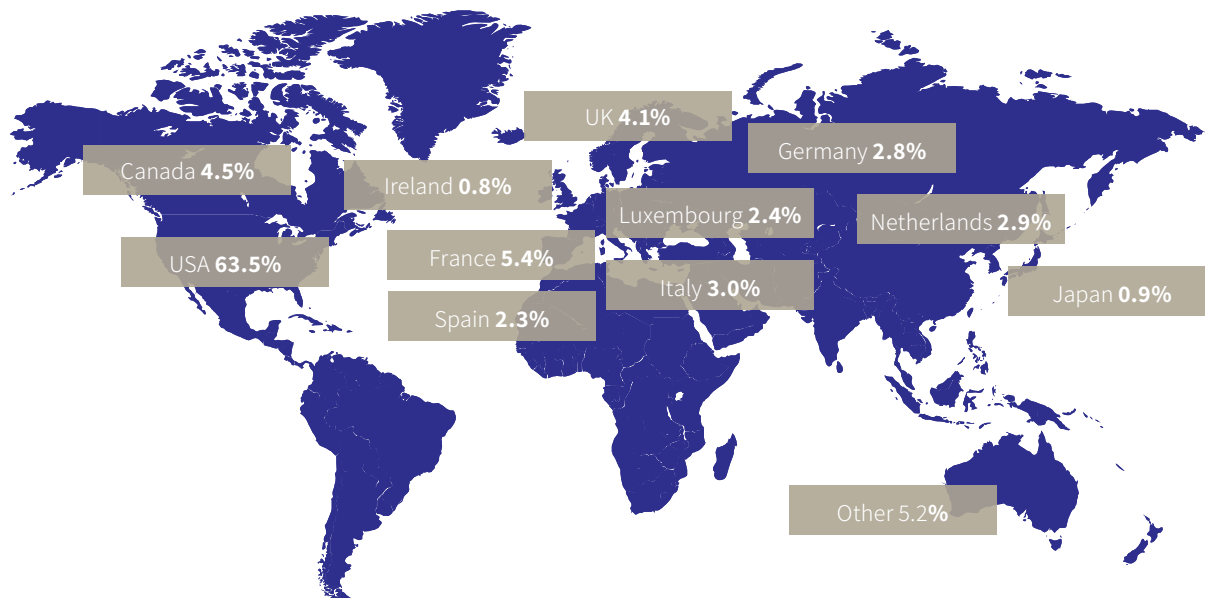 UK 4.1%
Germany 2.8%
Canada 4.5%
Ireland 0.8%
Luxembourg 2.4%
Netherlands 2.9%
France 5.4%
USA 63.5%
Italy 3.0%
Japan 0.9%
Spain 2.3%
Other 5.2%